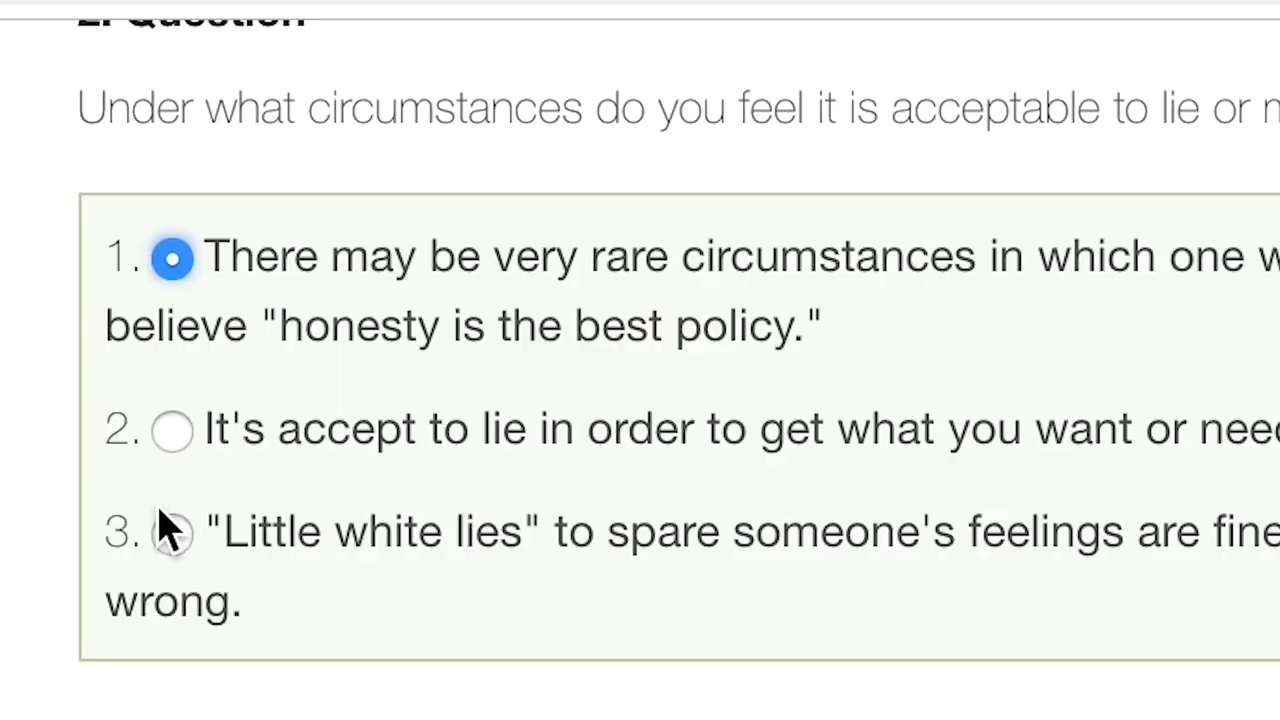 2. Question
Under what circumstances do you feel it is acceptable to lie or
1. There may be very rare circumstances in which one
believe "honesty is the best policy."
2. It's accept to lie in order to get what you want or
3. "Little white lies" to spare someone's feelings are fine
wrong.